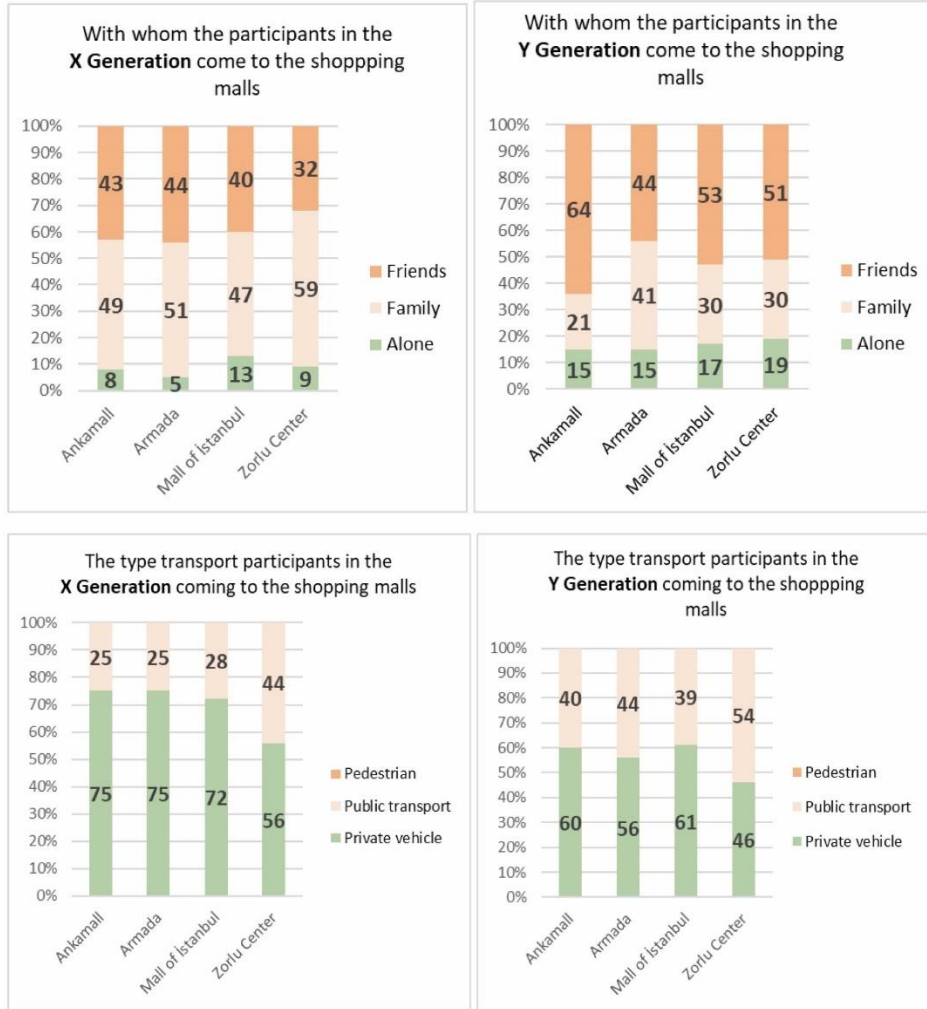 With whom the participants in the
X Generation come to the shoppping
malls
100%
90%
80%
70%
60%
50%
40%
30%
20%
10%
0%
43
44
40
32
49
51
47
59
8
5
13
9
Friends
Family
Alone
Ankamall
Armada
Mall of İstanbul
Zorlu Center
With whom the participants in the
Y Generation come to the shoppping
malls
100%
90%
80%
70%
60%
50%
40%
30%
20%
10%
0%
64
44
53
51
21
41
30
30
15
15
17
19
Friends
Family
Alone
Ankamall
Armada
Mall of İstanbul
Zorlu Center
The type transport participants in the
X Generation coming to the shopping malls
100%
90%
80%
70%
60%
50%
40%
30%
20%
10%
0%
25
25
28
44
75
75
72
56
Pedestrian
Public transport
Private vehicle
Ankamall
Armada
Mall of İstanbul
Zorlu Center
The type transport participants in the
Y Generation coming to the shoppping
malls
100%
90%
80%
70%
60%
50%
40%
30%
20%
10%
0%
40
44
39
54
60
56
61
46
Pedestrian
Public transport
Private vehicle
Ankamall
Armada
Mall of İstanbul
Zorlu Center